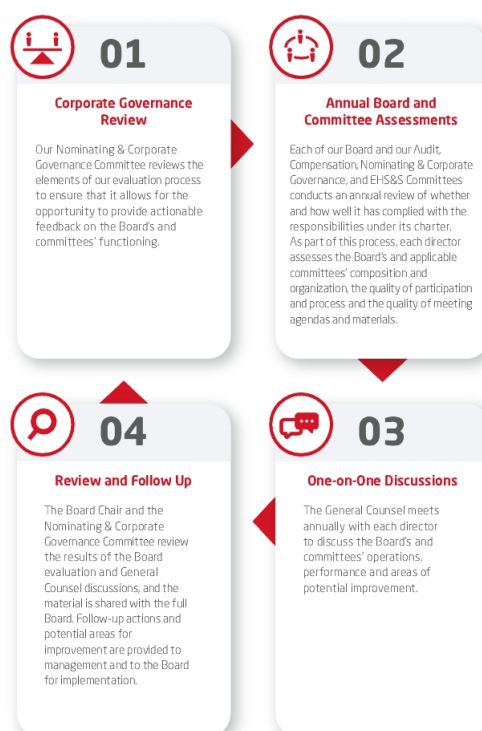 01
Corporate Governance
Review
Our Nominating & Corporate
Governance Committee reviews the
elements of our evaluation process
to ensure that it allows for the
opportunity to provide actionable
feedback on the Board's and
committees' functioning.
02
Annual Board and
Committee Assessments
Each of our Board and our Audit,
Compensation, Nominating & Corporate
Governance, and EHS&S Committees
conducts an annual review of whether
and how well it has complied with the
responsibilities under its charter.
As part of this process, each director
assesses the Board's and applicable
committees' composition and
organization, the quality of participation
and process and the quality of meeting
agendas and materials.
03
One-on-One Discussions
The General Counsel meets
annually with each director
to discuss the Board's and
committees' operations,
performance and areas of
potential improvement.
04
Review and Follow Up
The Board Chair and the
Nominating & Corporate
Governance Committee review
the results of the Board
evaluation and General
Counsel discussions, and the
material is shared with the full
Board. Follow-up actions and
potential areas for
improvement are provided to
management and to the Board
for implementation.